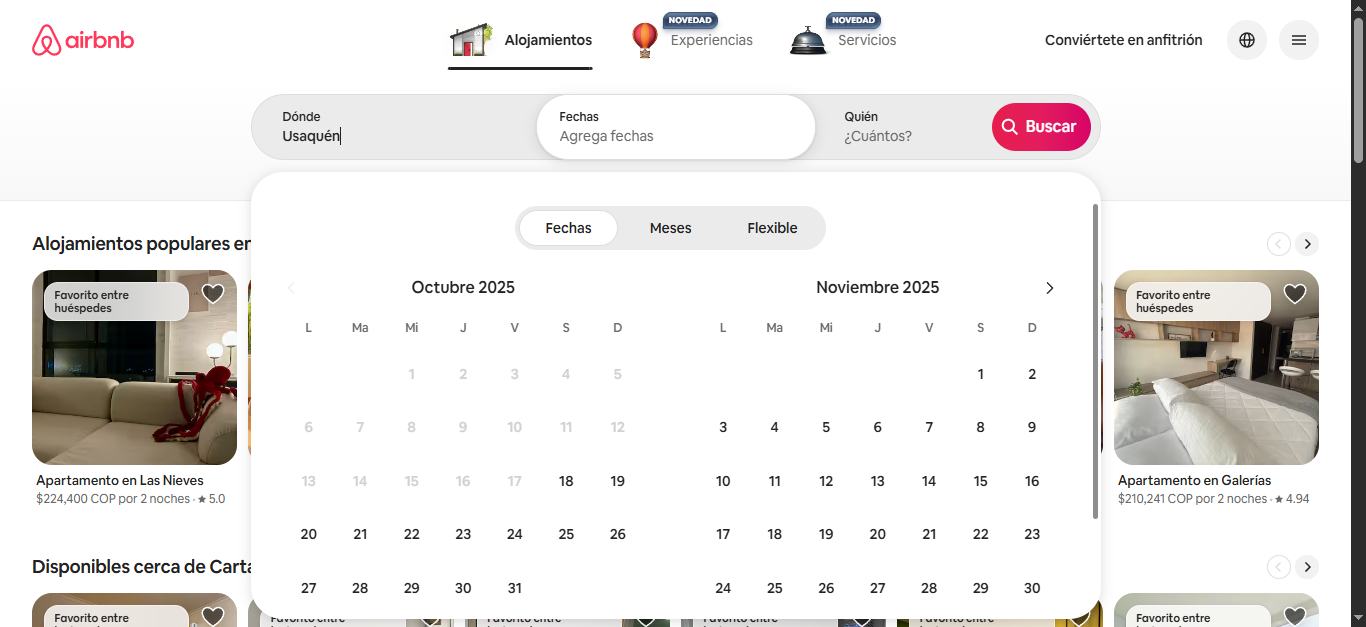 airbnb
Alojamientos
NOVEDAD
Experiencias
NOVEDAD
Servicios
Conviértete en anfitrión
Dónde
Usaquén
Fechas
Agrega fechas
Quién
¿Cuántos?
Buscar
Fechas
Meses
Flexible
Alojamientos populares en
Octubre 2025
Noviembre 2025
L Ma Mi J V S D
L Ma Mi J V S D
1 2 3 4 5
1 2
6 7 8 9 10 11 12
3 4 5 6 7 8 9
13 14 15 16 17 18 19
10 11 12 13 14 15 16
20 21 22 23 24 25 26
17 18 19 20 21 22 23
27 28 29 30 31
24 25 26 27 28 29 30
Favorito entre
huéspedes
Apartamento en Las Nieves
$224,400 COP por 2 noches · ★ 5.0
Favorito entre
huéspedes
Apartamento en Galerías
$210,241 COP por 2 noches · ★ 4.94
Disponibles cerca de Carta
Favorito entre
Favorito entre
Favorito entre
Favorito entre
Favorito entre
Favorito entre